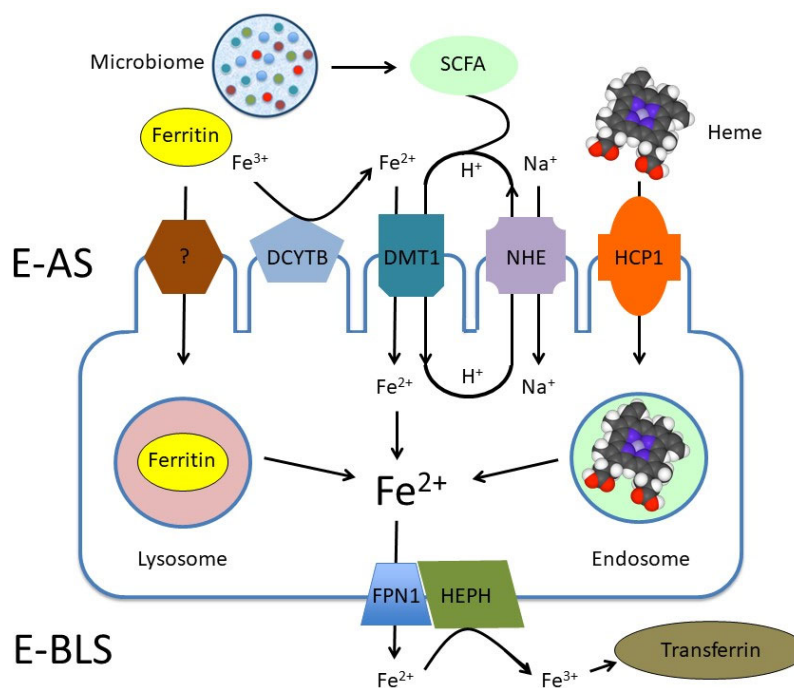 Microbiome
SCFA
Ferritin
Fe³⁺
Fe²⁺
H⁺
Na⁺
Heme
E-AS
?
DCYTB
DMT1
NHE
HCP1
Fe²⁺
H⁺
Na⁺
Ferritin
Fe²⁺
Lysosome
Endosome
FPN1
HEPH
E-BLS
Fe²⁺
Fe³⁺
Transferrin